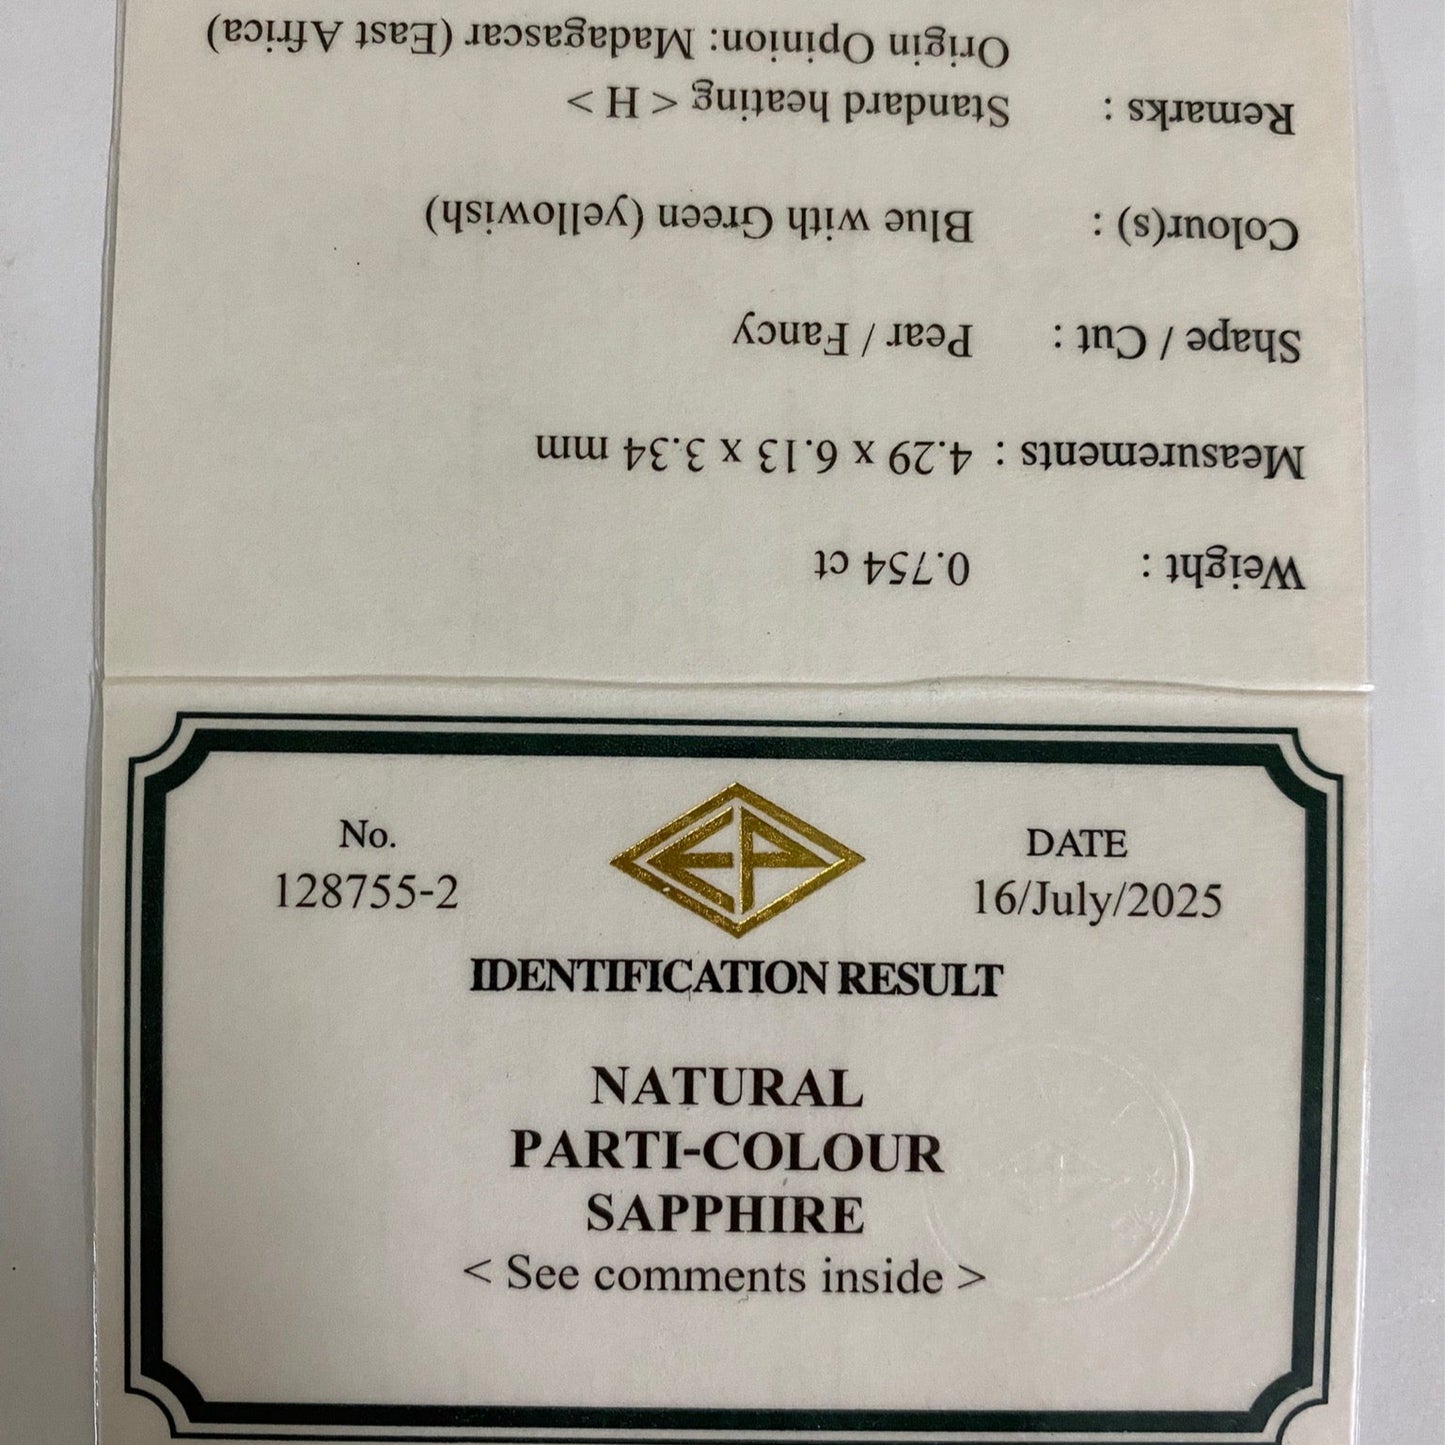 No.
128755-2
EP
DATE
16/July/2025
IDENTIFICATION RESULT
NATURAL
PARTI-COLOUR
SAPPHIRE
< See comments inside >
Weight : 0.754 ct
Measurements : 4.29 x 6.13 x 3.34 mm
Shape / Cut : Pear / Fancy
Colour(s) : Blue with Green (yellowish)
Remarks : Standard heating < H >
Origin Opinion: Madagascar (East Africa)